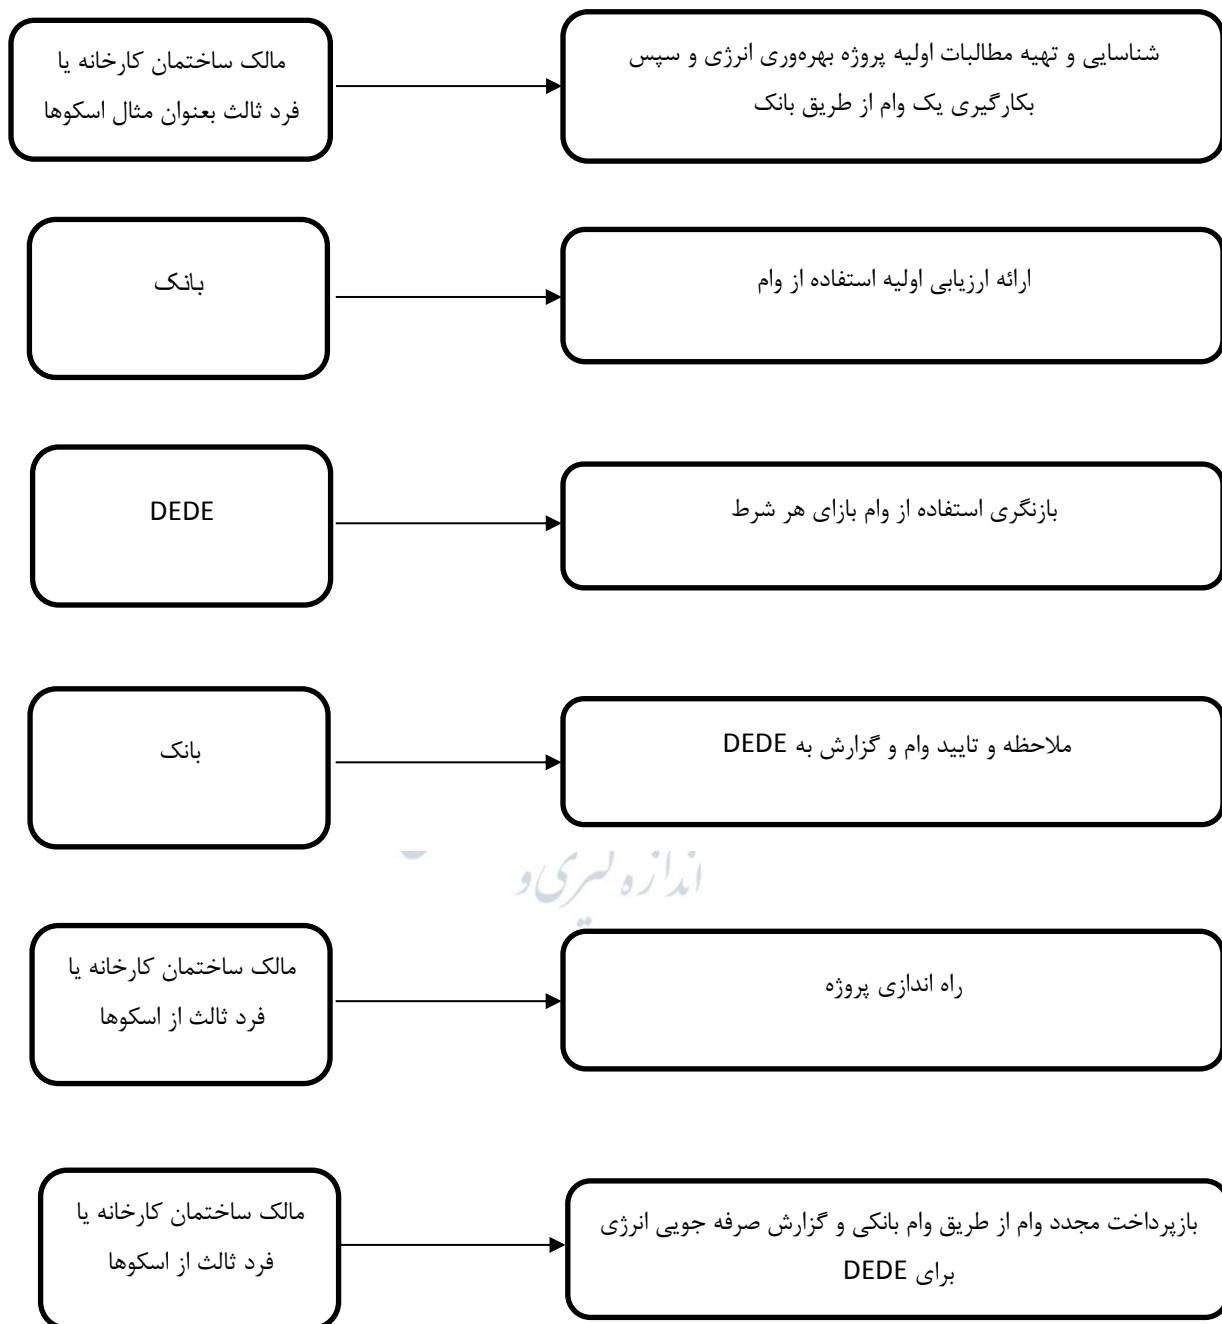 مالک ساختمان کارخانه یا
فرد ثالث بعنوان مثال اسکوها
شناسایی و تهیه مطالبات اولیه پروژه بهره‌وری انرژی و سپس
بکارگیری یک وام از طریق بانک
بانک
ارائه ارزیابی اولیه استفاده از وام
DEDE
بازنگری استفاده از وام بازای هر شرط
بانک
ملاحظه و تایید وام و گزارش به DEDE
اندازه لیری و
مالک ساختمان کارخانه یا
فرد ثالث از اسکوها
راه اندازی پروژه
مالک ساختمان کارخانه یا
فرد ثالث از اسکوها
بازپرداخت مجدد وام از طریق وام بانکی و گزارش صرفه جویی انرژی
برای DEDE